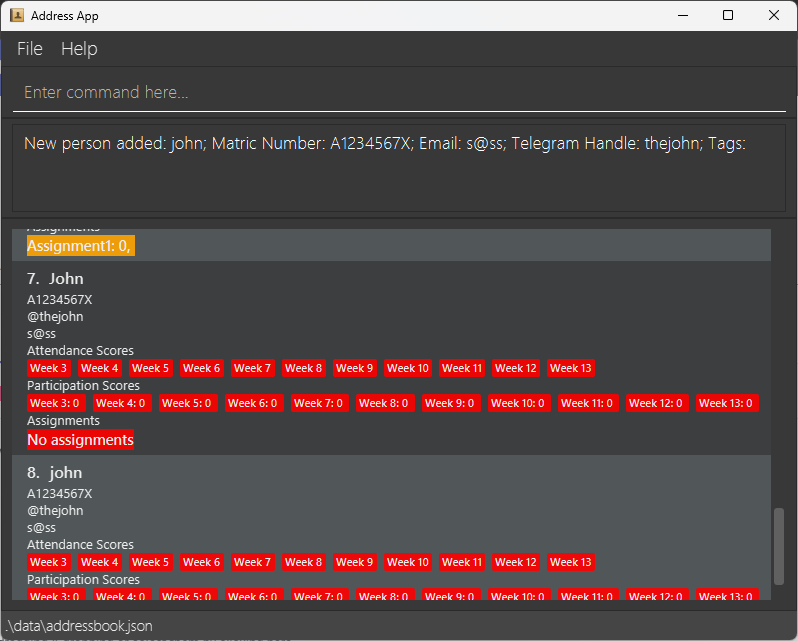 Address App
File Help
Enter command here...
New person added: john; Matric Number: A1234567X; Email: s@ss; Telegram Handle: thejohn; Tags:
Assignments
Assignment1: 0,
7. John
A1234567X
@thejohn
s@ss
Attendance Scores
Week 3 Week 4 Week 5 Week 6 Week 7 Week 8 Week 9 Week 10 Week 11 Week 12 Week 13
Participation Scores
Week 3: 0 Week 4: 0 Week 5: 0 Week 6: 0 Week 7: 0 Week 8: 0 Week 9: 0 Week 10: 0 Week 11: 0 Week 12: 0 Week 13: 0
Assignments
No assignments
8. john
A1234567X
@thejohn
s@ss
Attendance Scores
Week 3 Week 4 Week 5 Week 6 Week 7 Week 8 Week 9 Week 10 Week 11 Week 12 Week 13
Participation Scores
Week 3: 0 Week 4: 0 Week 5: 0 Week 6: 0 Week 7: 0 Week 8: 0 Week 9: 0 Week 10: 0 Week 11: 0 Week 12: 0 Week 13: 0
.\data\addressbook.json